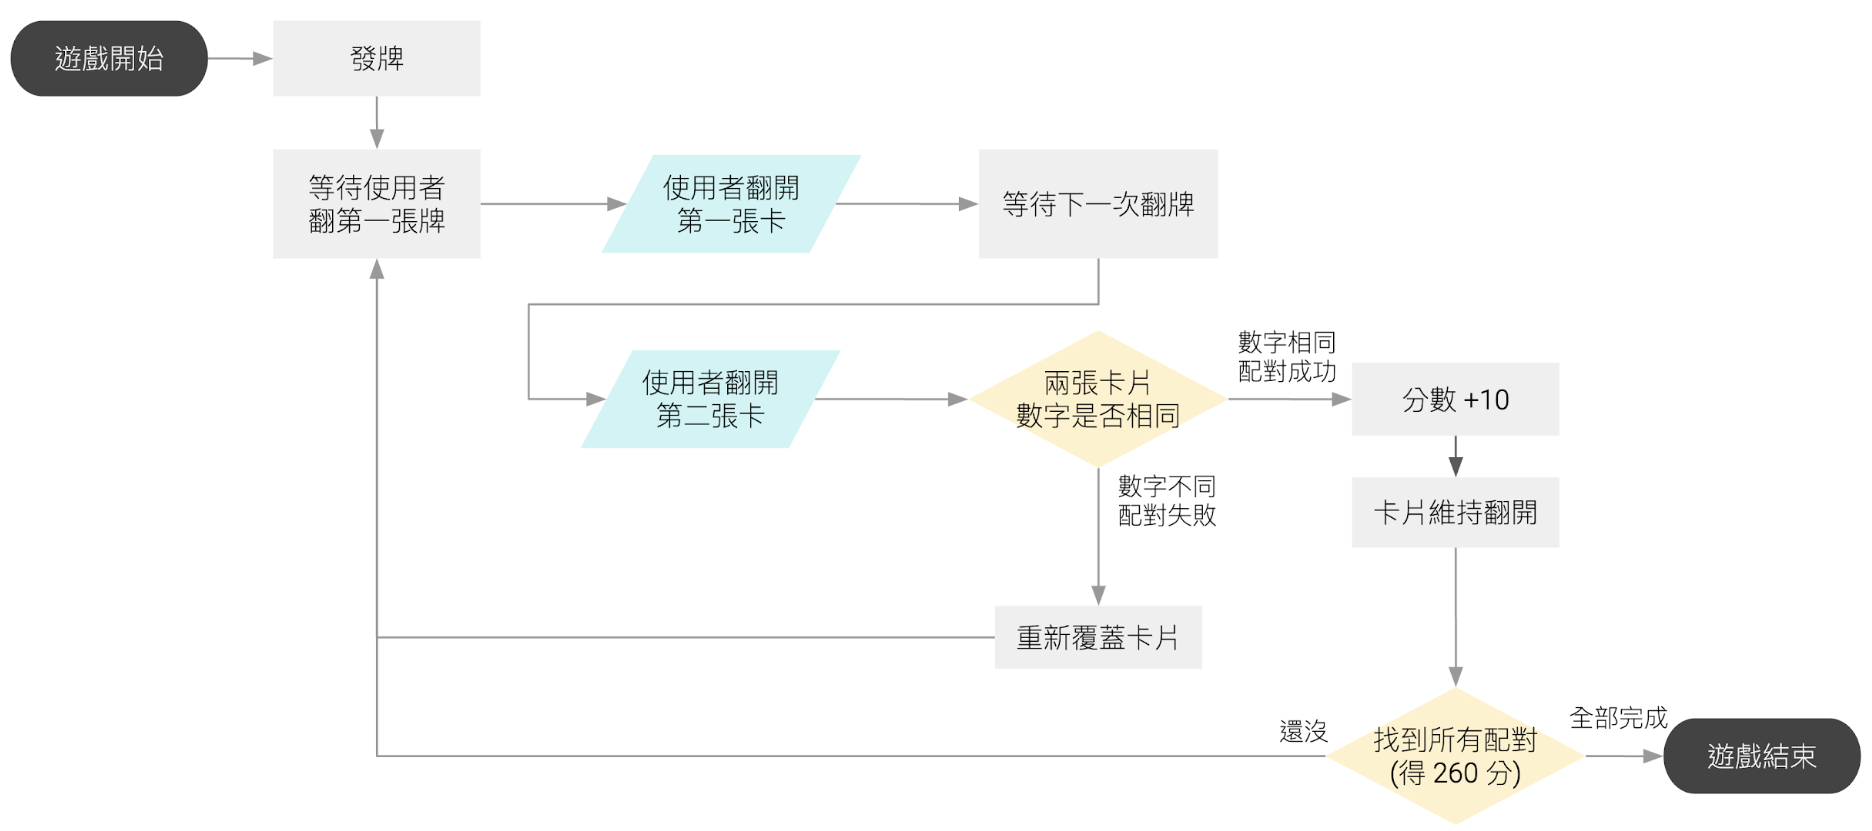 遊戲開始
發牌
等待使用者
翻第一張牌
使用者翻開
第一張卡
等待下一次翻牌
使用者翻開
第二張卡
兩張卡片
數字是否相同
數字相同
配對成功
分數 +10
數字不同
配對失敗
卡片維持翻開
重新覆蓋卡片
還沒
找到所有配對
(得 260 分)
全部完成
遊戲結束